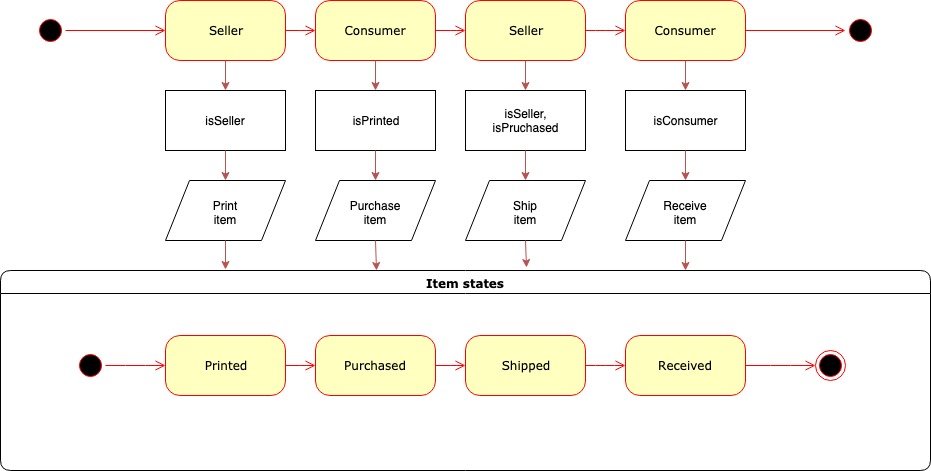 Seller
Consumer
Seller
Consumer
isSeller
isPrinted
isSeller,
isPruchased
isConsumer
Print
item
Purchase
item
Ship
item
Receive
item
Item states
Printed
Purchased
Shipped
Received